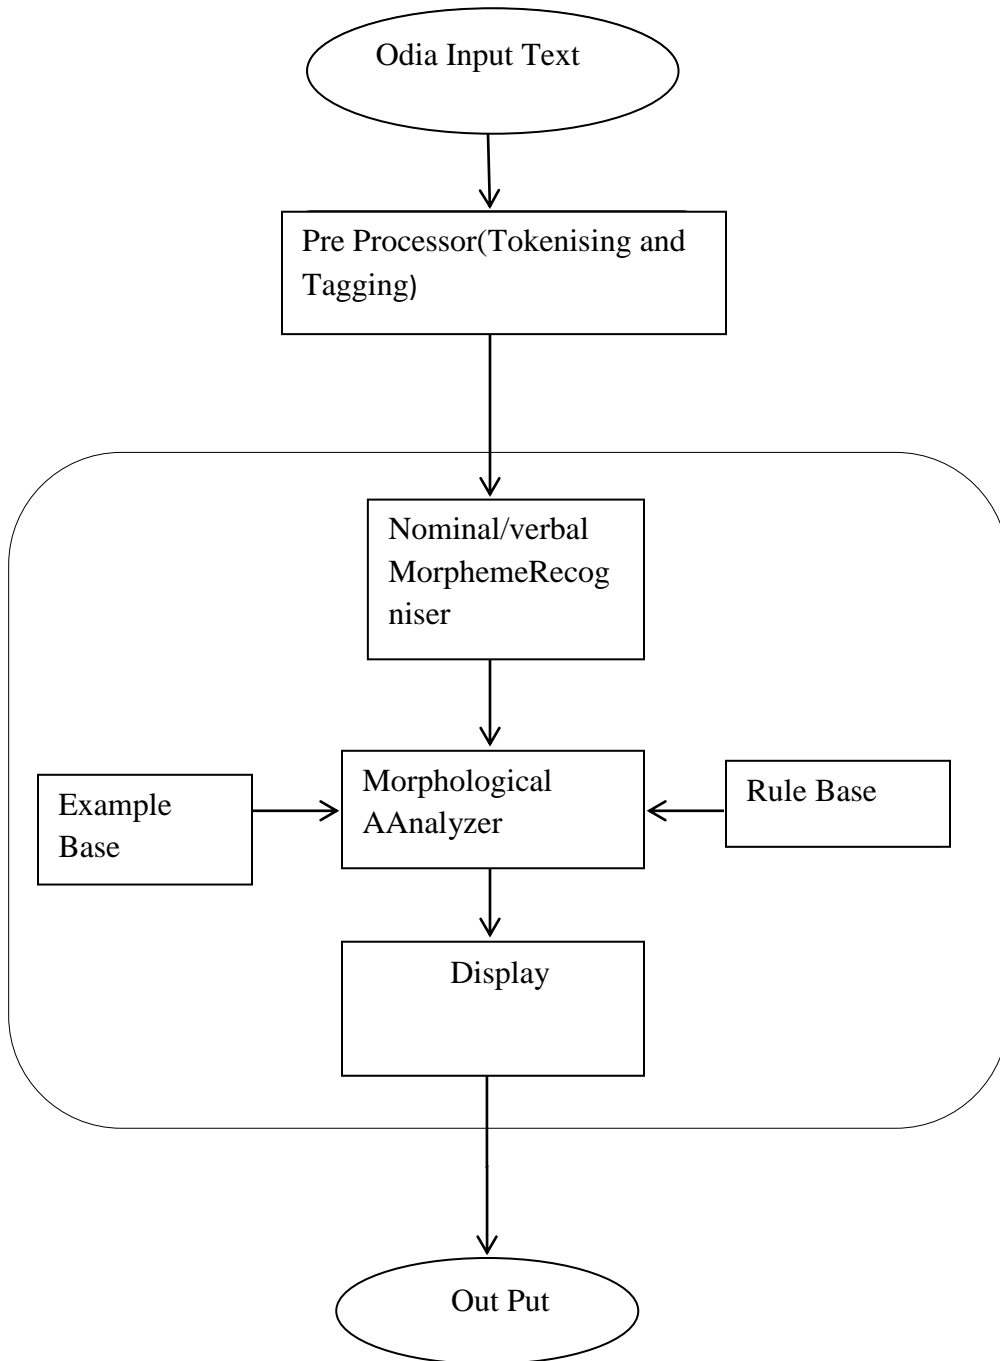 Odia Input Text
Pre Processor(Tokenising and
Tagging)
Nominal/verbal
MorphemeRecog
niser
Example
Base
Morphological
AAnalyzer
Rule Base
Display
Out Put